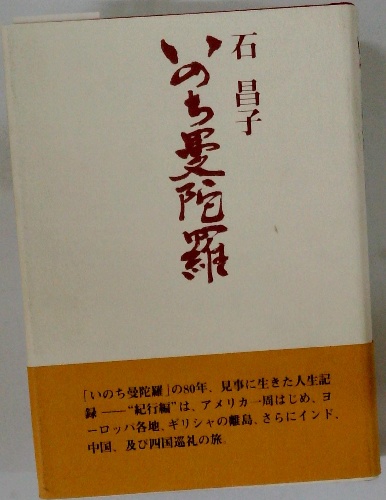 石 昌子
いのち曼陀羅
「いのち曼陀羅」の80年、見事に生きた人生記
録——“紀行編”は、アメリカ一周はじめ、ヨ
ーロッパ各地、ギリシャの離島、さらにインド、
中国、及び四国巡礼の旅。